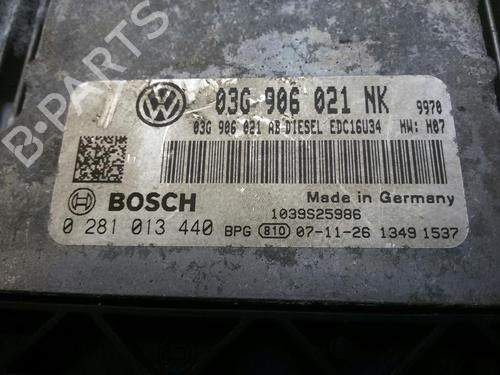 B-PARTS
03G 906 021 NK 9970
03G 906 021 AB DIESEL EDC16U34 HW: H07
BOSCH
Made in Germany
1039S25986
0 281 013 440 BPG 810 07-11-26 1349 1537